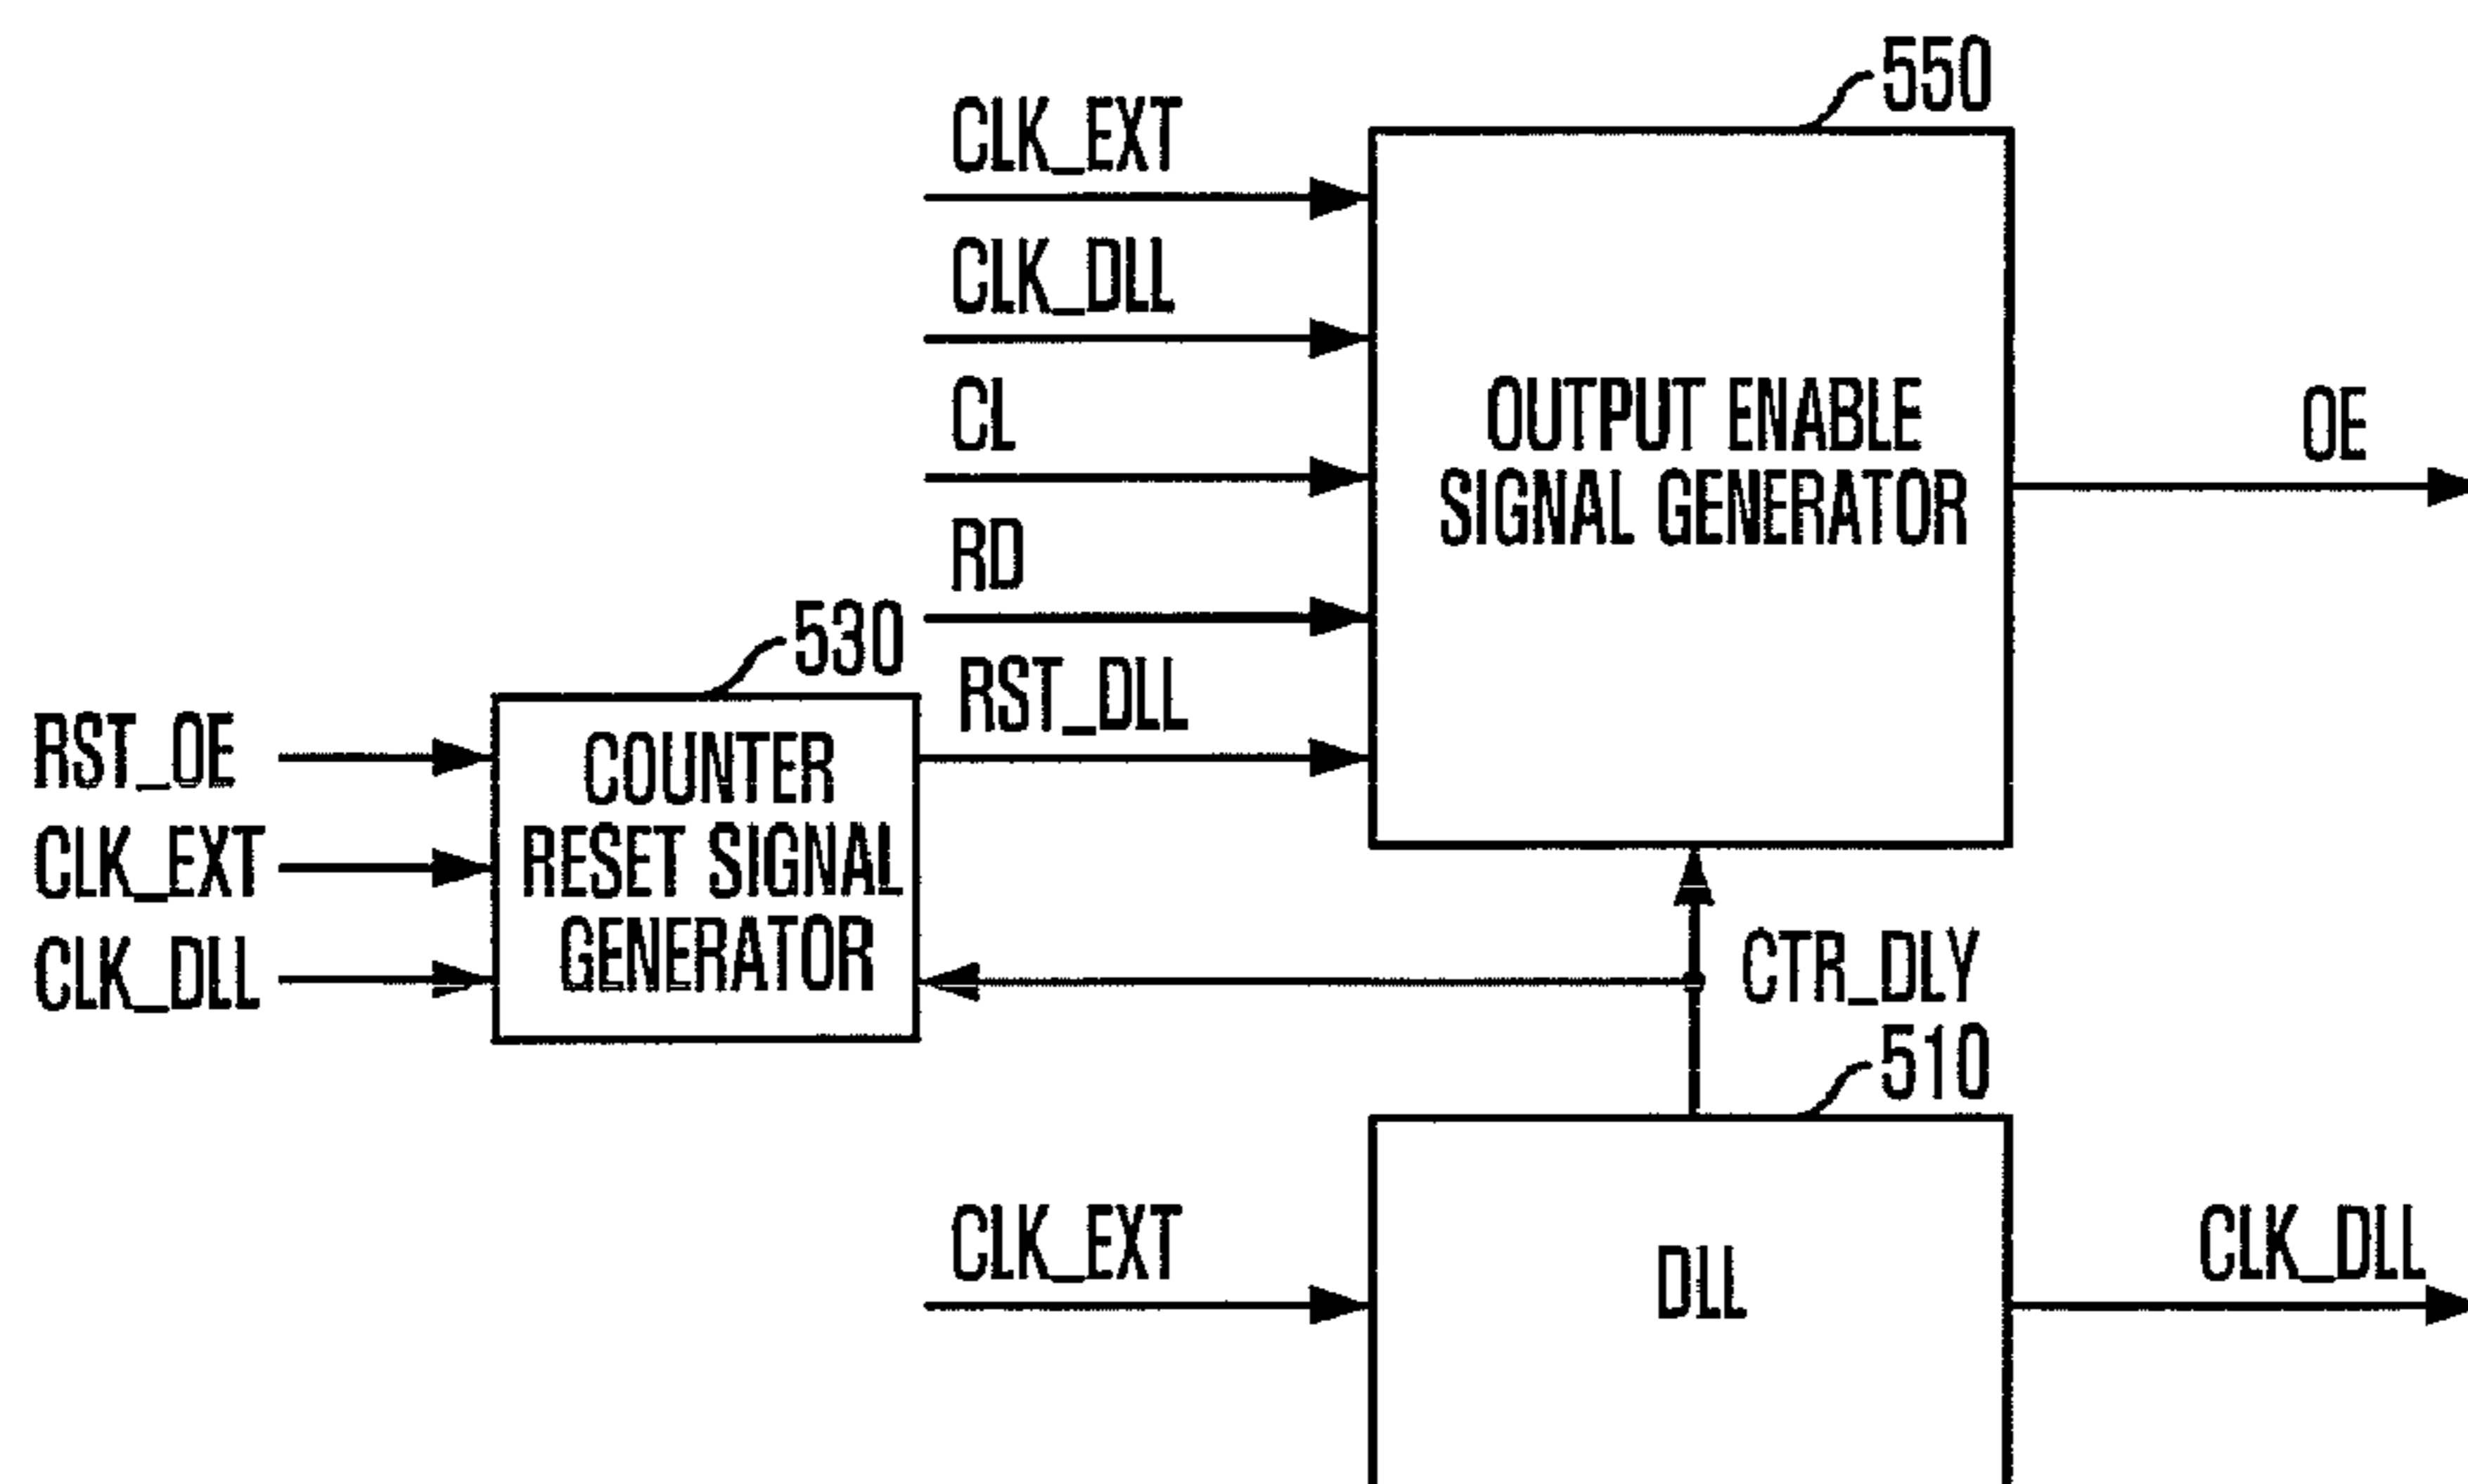 550
CLK_EXT
CLK_DLL
CL
OUTPUT ENABLE
SIGNAL GENERATOR
OE
RD
530
RST_DLL
RST_OE
CLK_EXT
CLK_DLL
COUNTER
RESET SIGNAL
GENERATOR
CTR_DLY
510
CLK_EXT
DLL
CLK_DLL